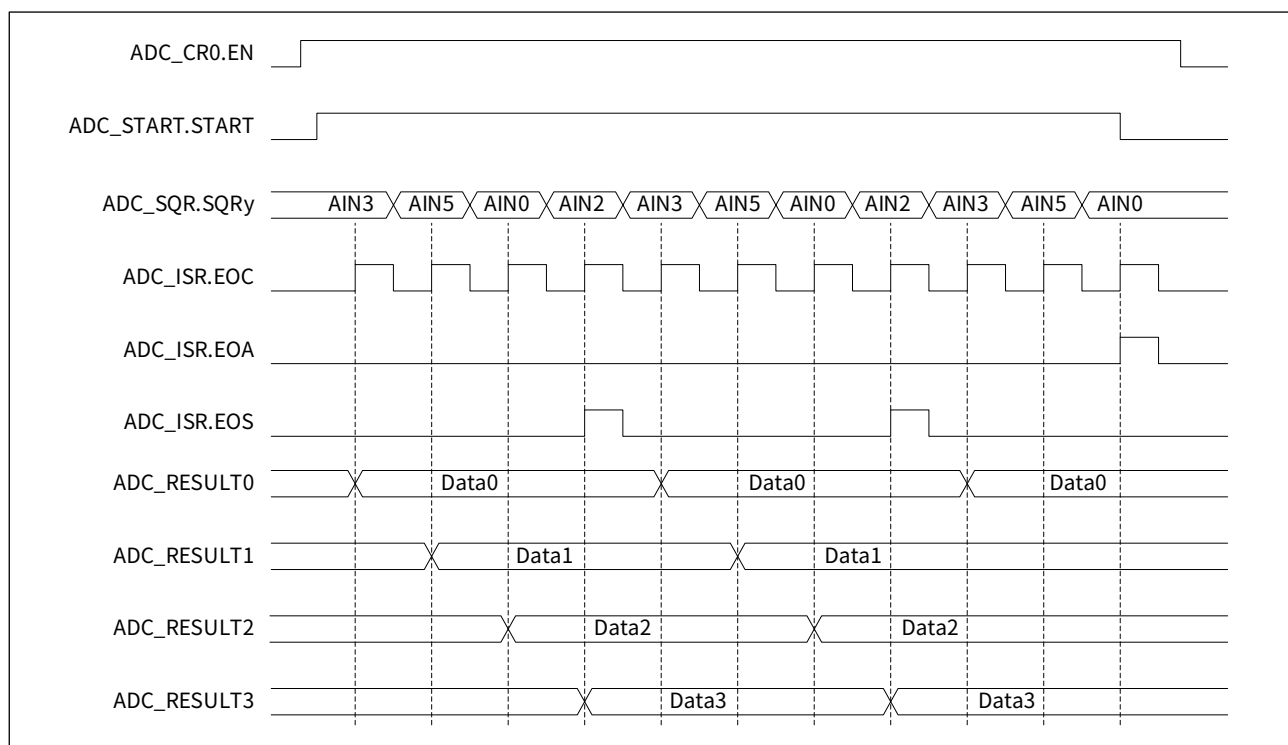 ADC_CR0.EN
ADC_START.START
ADC_SQR.SQRy AIN3 AIN5 AIN0 AIN2 AIN3 AIN5 AIN0 AIN2 AIN3 AIN5 AIN0
ADC_ISR.EOC
ADC_ISR.EOA
ADC_ISR.EOS
ADC_RESULT0 Data0 Data0 Data0
ADC_RESULT1 Data1 Data1
ADC_RESULT2 Data2 Data2
ADC_RESULT3 Data3 Data3